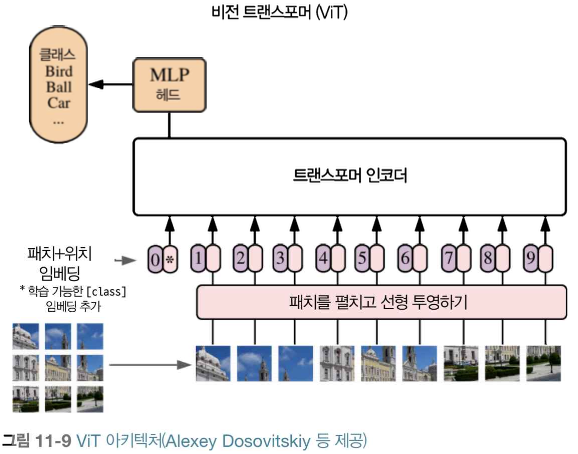 비전 트랜스포머 (ViT)
클래스
Bird
Ball
Car
...
MLP
헤드
트랜스포머 인코더
패치+위치
임베딩
* 학습 가능한 [class]
임베딩 추가
0 *
1
2
3
4
5
6
7
8
9
패치를 펼치고 선형 투영하기
그림 11-9 ViT 아키텍처(Alexey Dosovitskiy 등 제공)